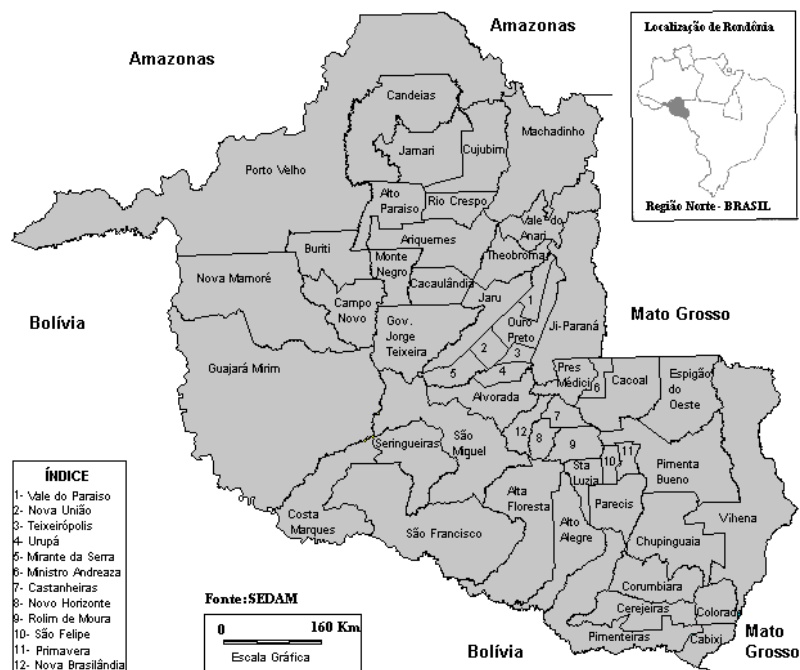 Amazonas
Amazonas
Localização de Rondônia
Região Norte - BRASIL
Candeias
Jamari
Cujubim
Machadinho
Porto Velho
Alto
Paraiso
Rio Crespo
Vale do
Anari
Ariquemes
Buriti
Monte
Negro
Theobroma
Nova Mamoré
Cacaulândia
Campo
Novo
Jaru
1
Bolívia
Gov.
Jorge
Teixeira
Ouro
Preto
Ji-Paraná
Mato Grosso
2
3
4
5
Guajará Mirim
Pres
Médici
6
Cacoal
Espigão
do
Oeste
Alvorada
7
12
8
9
Seringueiras
São
Miquel
10
11
Sta
Luzia
Pimenta
Bueno
Alta
Floresta
Parecis
Vihena
Costa
Marques
São Francisco
Alto
Alegre
Chupinguaia
Corumbiara
Cerejeiras
Colorado
Pimenteiras
Cabixi
Mato
Grosso
Bolívia
ÍNDICE
1- Vale do Paraiso
2- Nova União
3- Teixeirópolis
4- Urupá
5- Mirante da Serra
6- Ministro Andreaza
7- Castanheiras
8- Novo Horizonte
9- Rolim de Moura
10- São Felipe
11- Primavera
12- Nova Brasilândia
Fonte:SEDAM
0 160 Km
Escala Gráfica